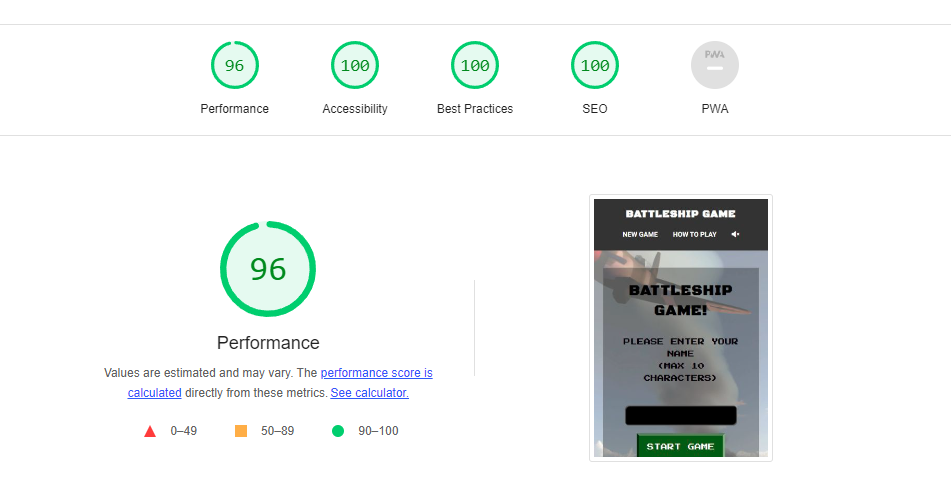 96
100
100
100
PWA
Performance
Accessibility
Best Practices
SEO
PWA
96
Performance
Values are estimated and may vary. The performance score is
calculated directly from these metrics. See calculator.
0–49
50–89
90–100
BATTLESHIP GAME
NEW GAME HOW TO PLAY
BATTLESHIP
GAME!
PLEASE ENTER YOUR
NAME
(MAX 10
CHARACTERS)
START GAME